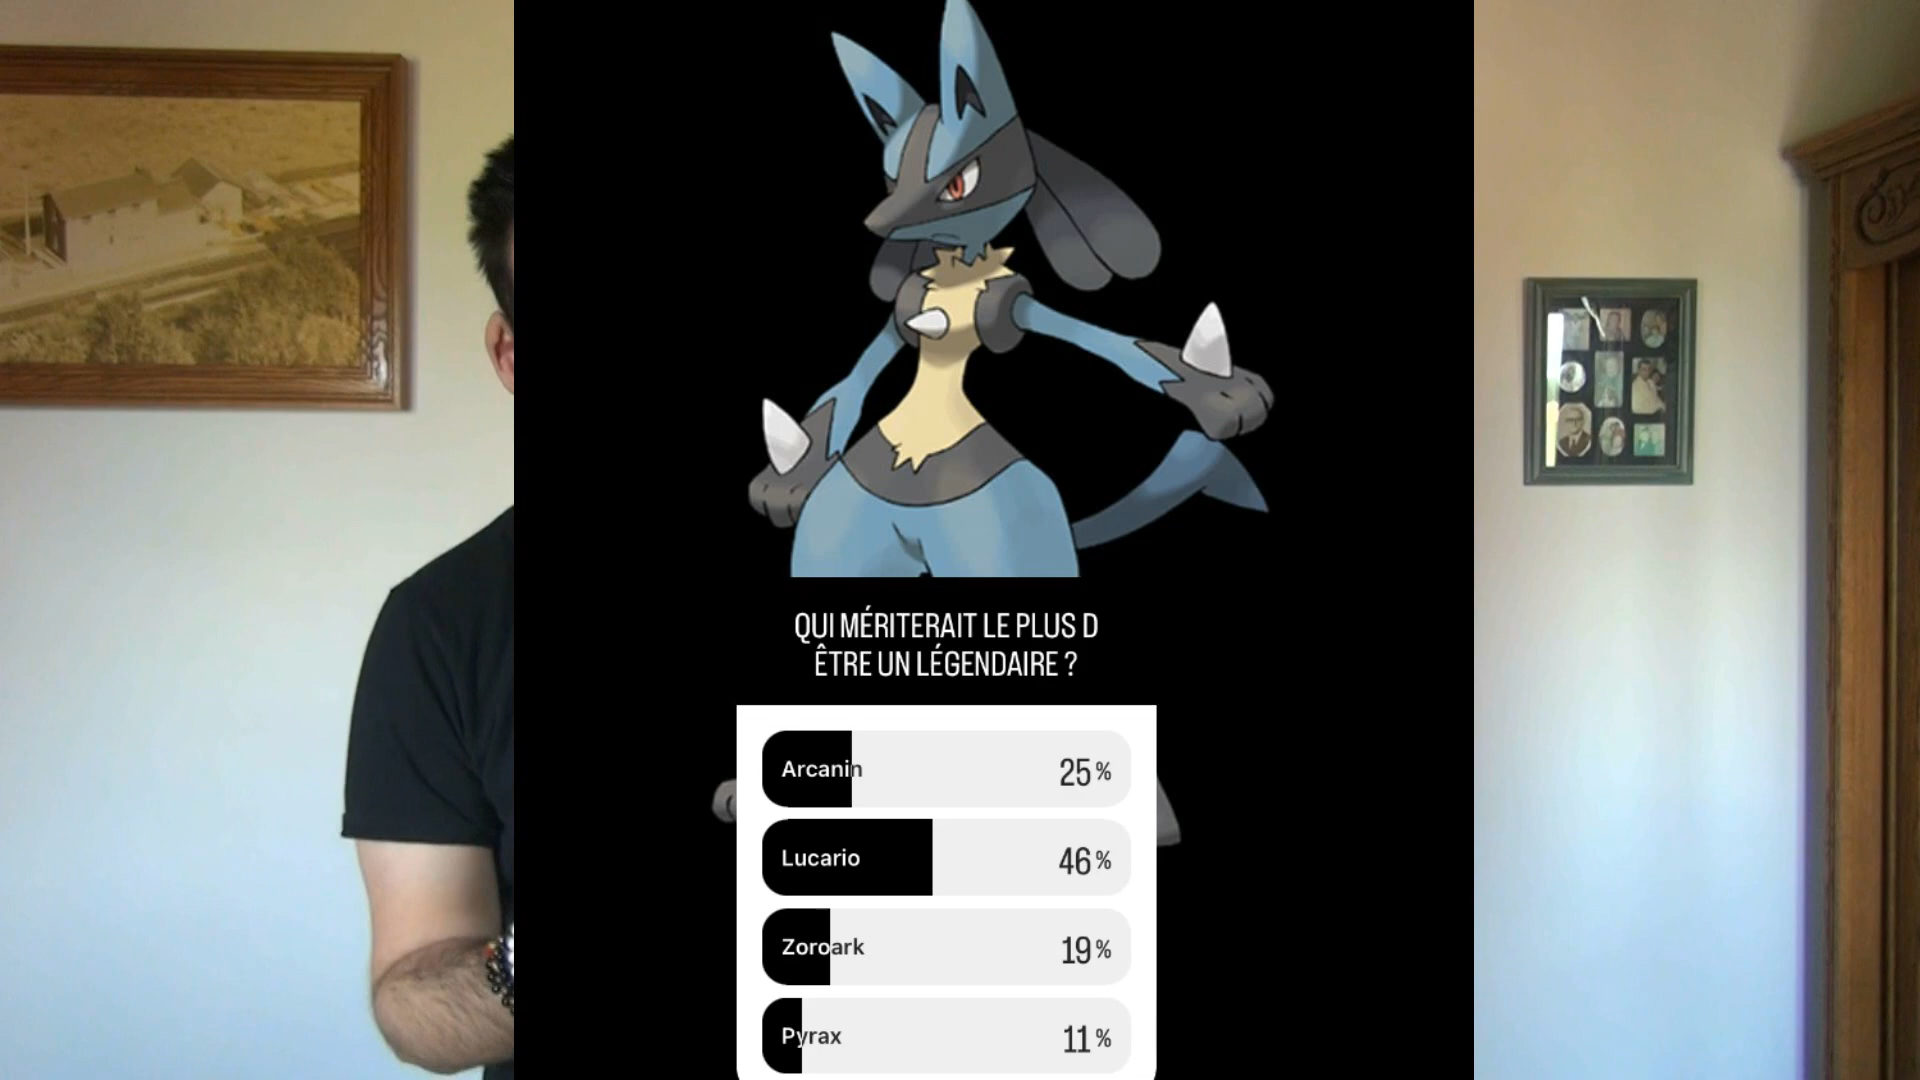 QUI MÉRITERAIT LE PLUS D
ÊTRE UN LÉGENDAIRE ?
Arcanin 25%
Lucario 46%
Zoroark 19%
Pyrax 11%